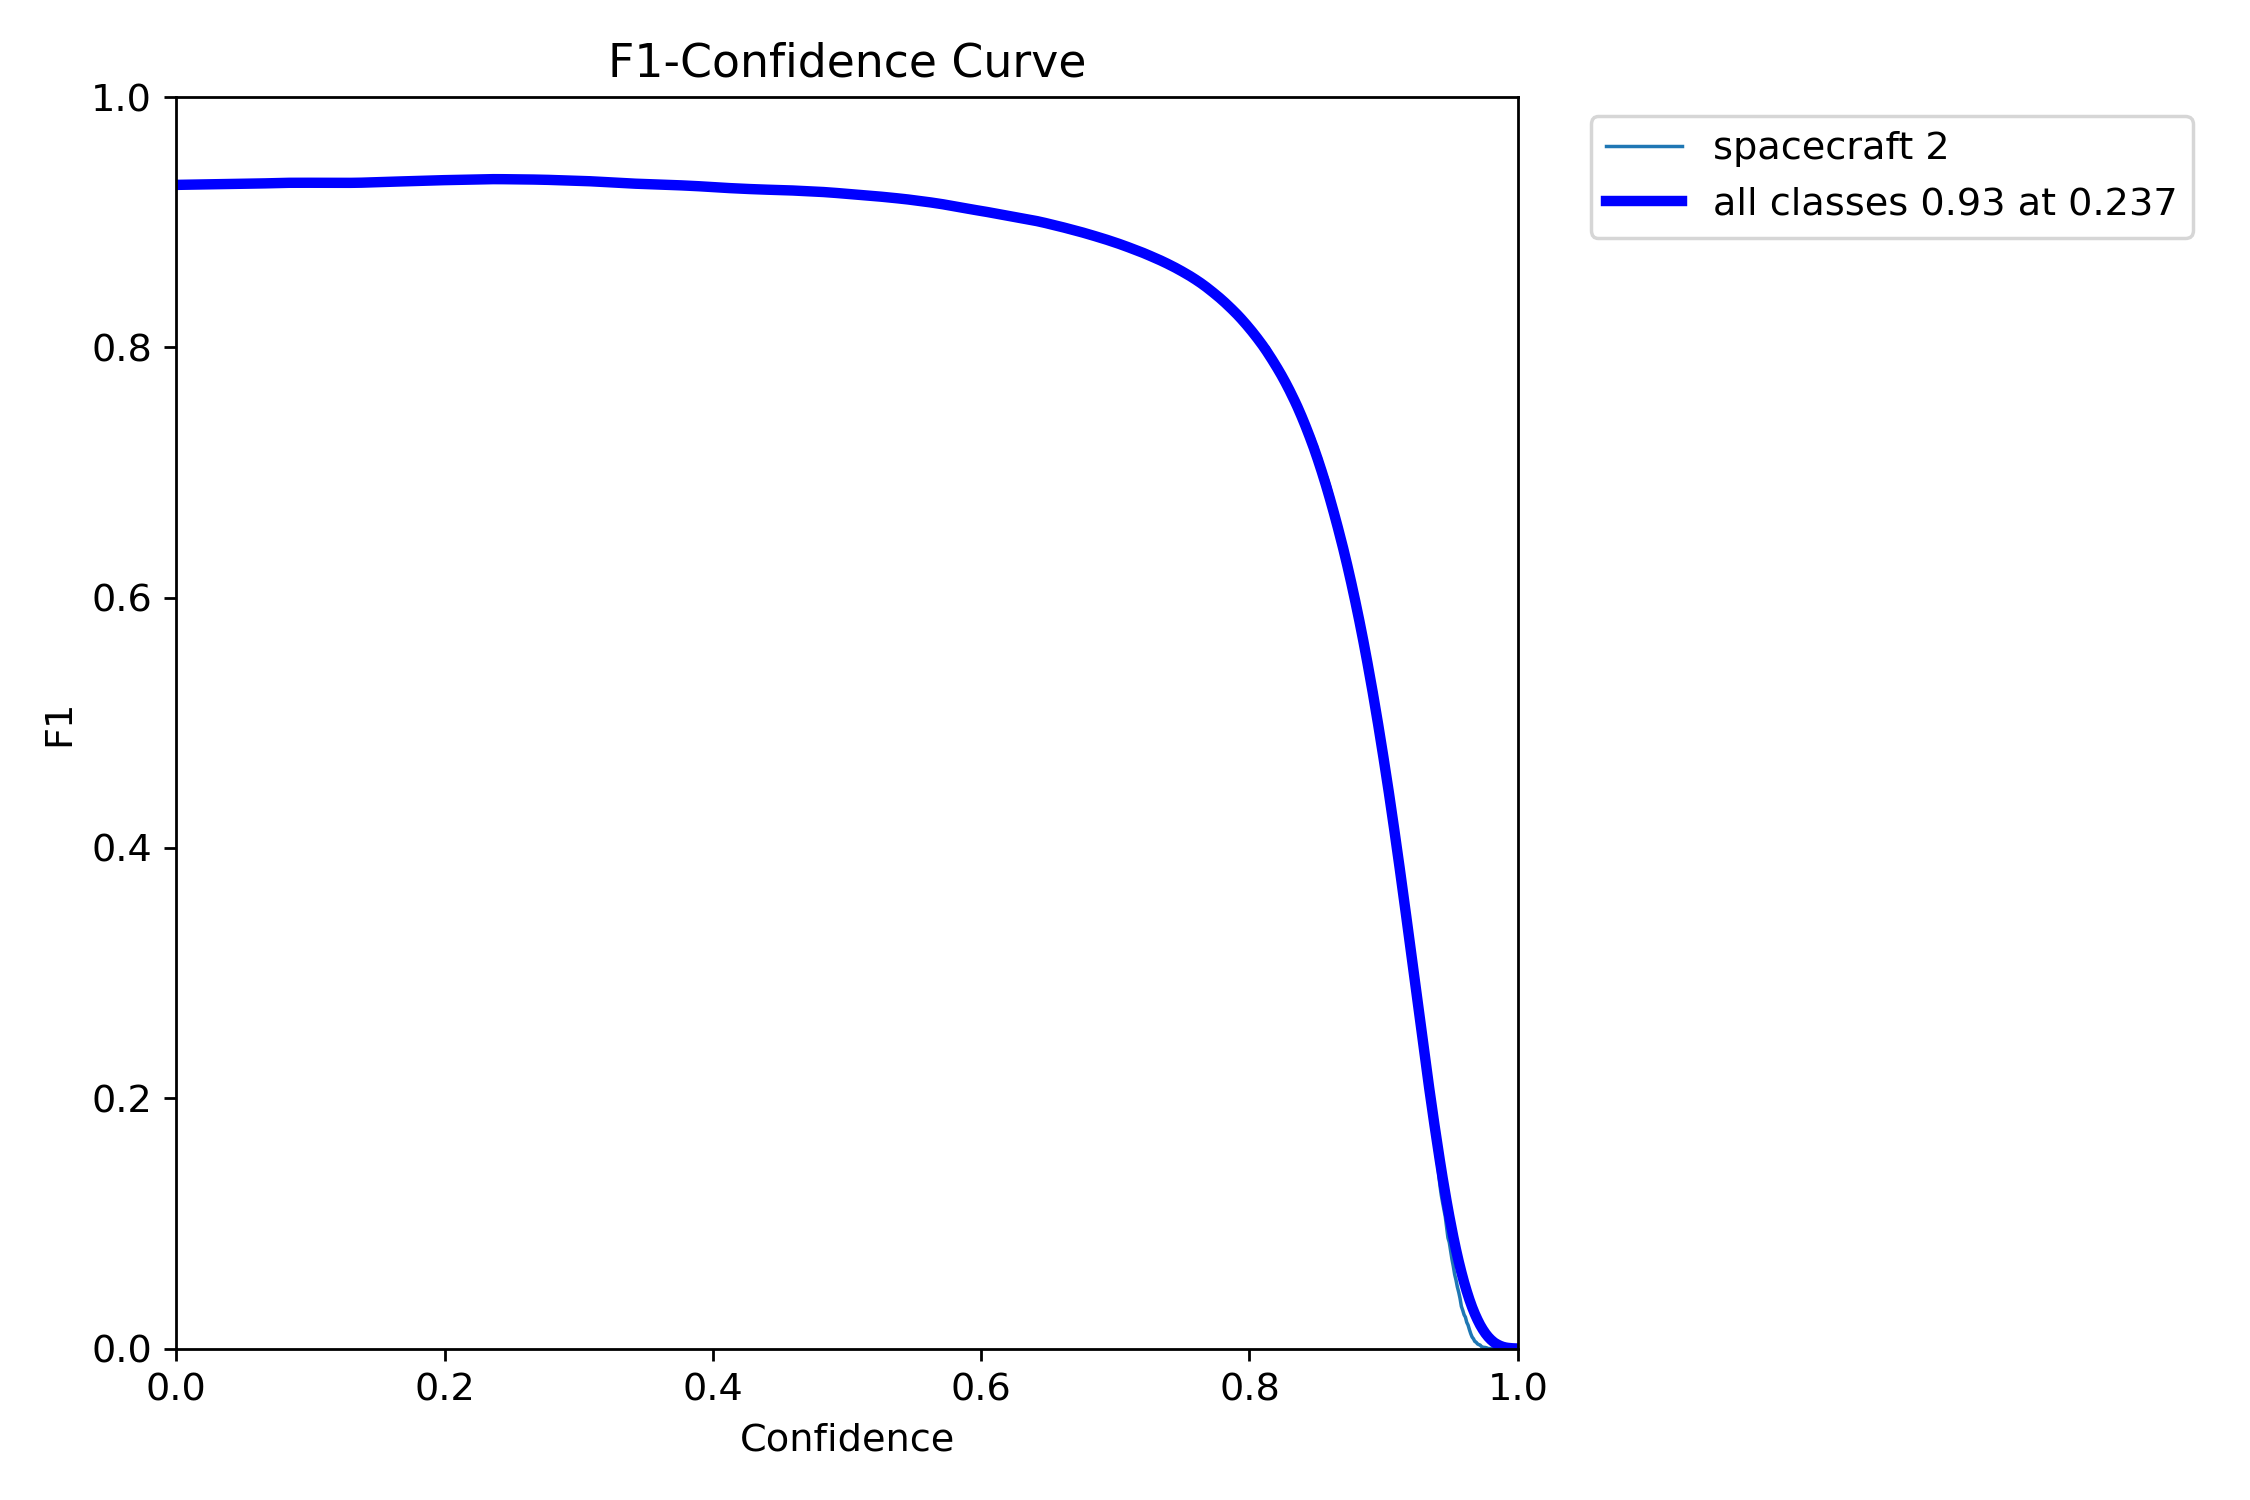 F1-Confidence Curve
spacecraft 2
all classes 0.93 at 0.237
1.0
0.8
0.6
0.4
0.2
0.0
F1
0.0 0.2 0.4 0.6 0.8 1.0
Confidence